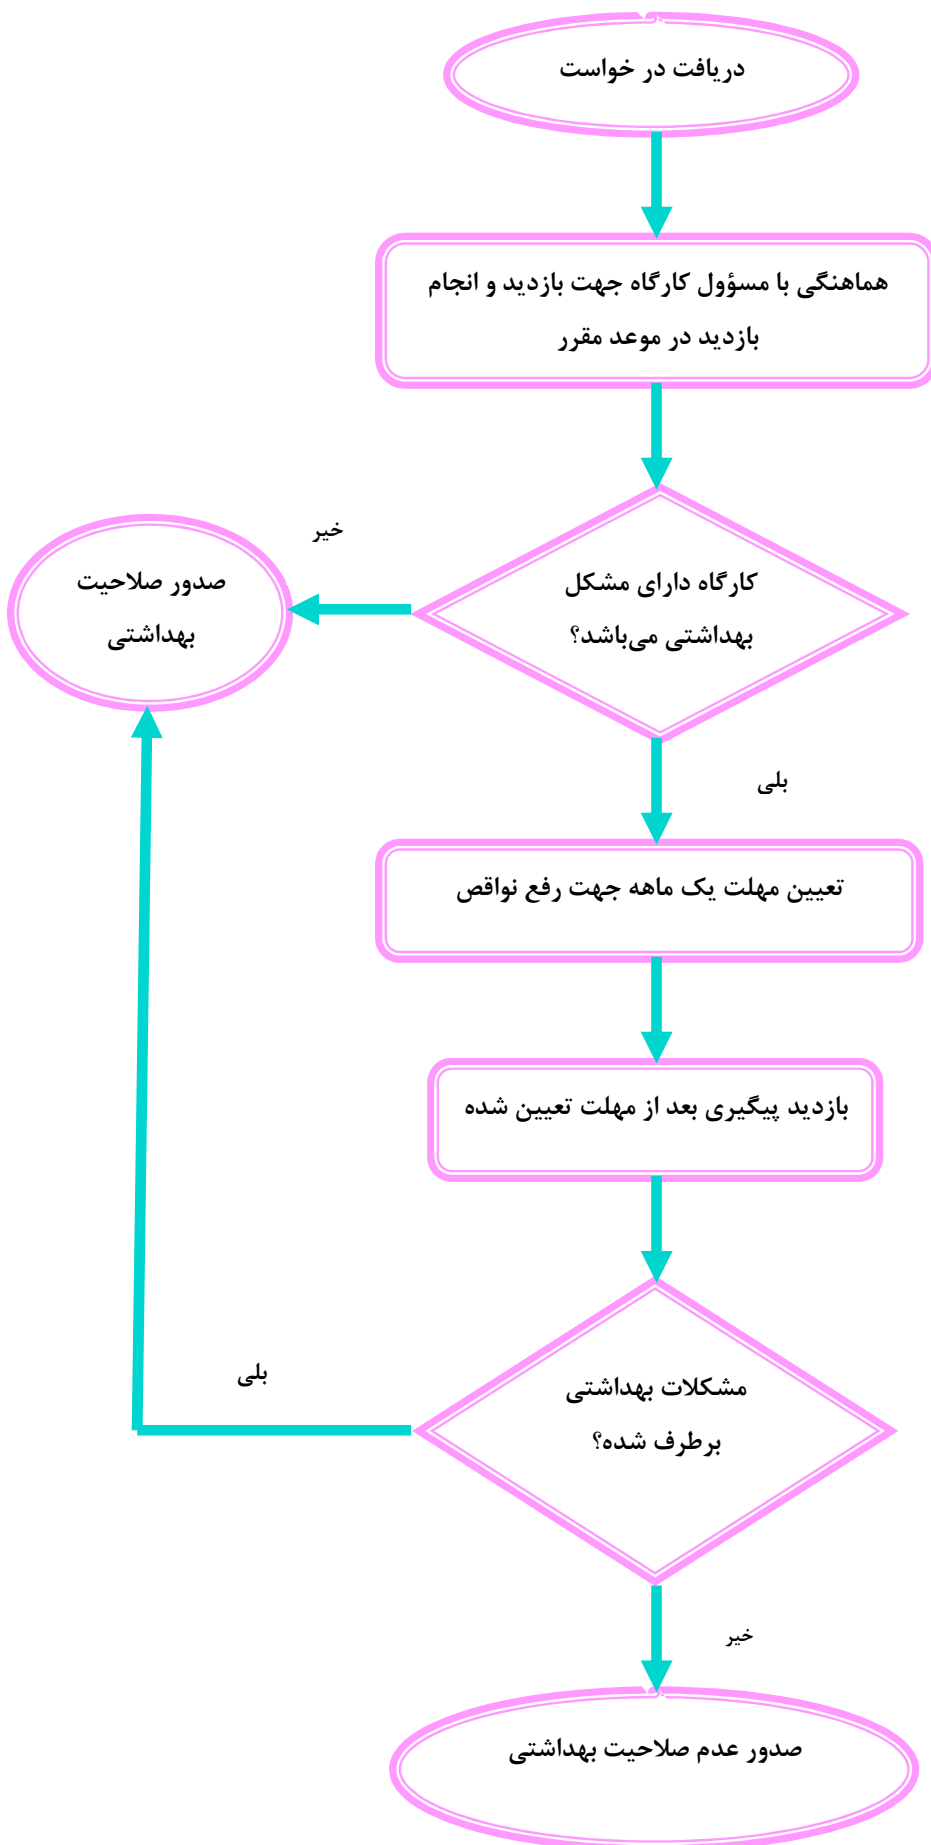 دریافت در خواست
هماهنگی با مسؤول کارگاه جهت بازدید و انجام
بازدید در موعد مقرر
خیر
کارگاه دارای مشکل
بهداشتی می‌باشد؟
صدور صلاحیت
بهداشتی
بلی
تعیین مهلت یک ماهه جهت رفع نواقص
بازدید پیگیری بعد از مهلت تعیین شده
بلی
مشکلات بهداشتی
برطرف شده؟
خیر
صدور عدم صلاحیت بهداشتی